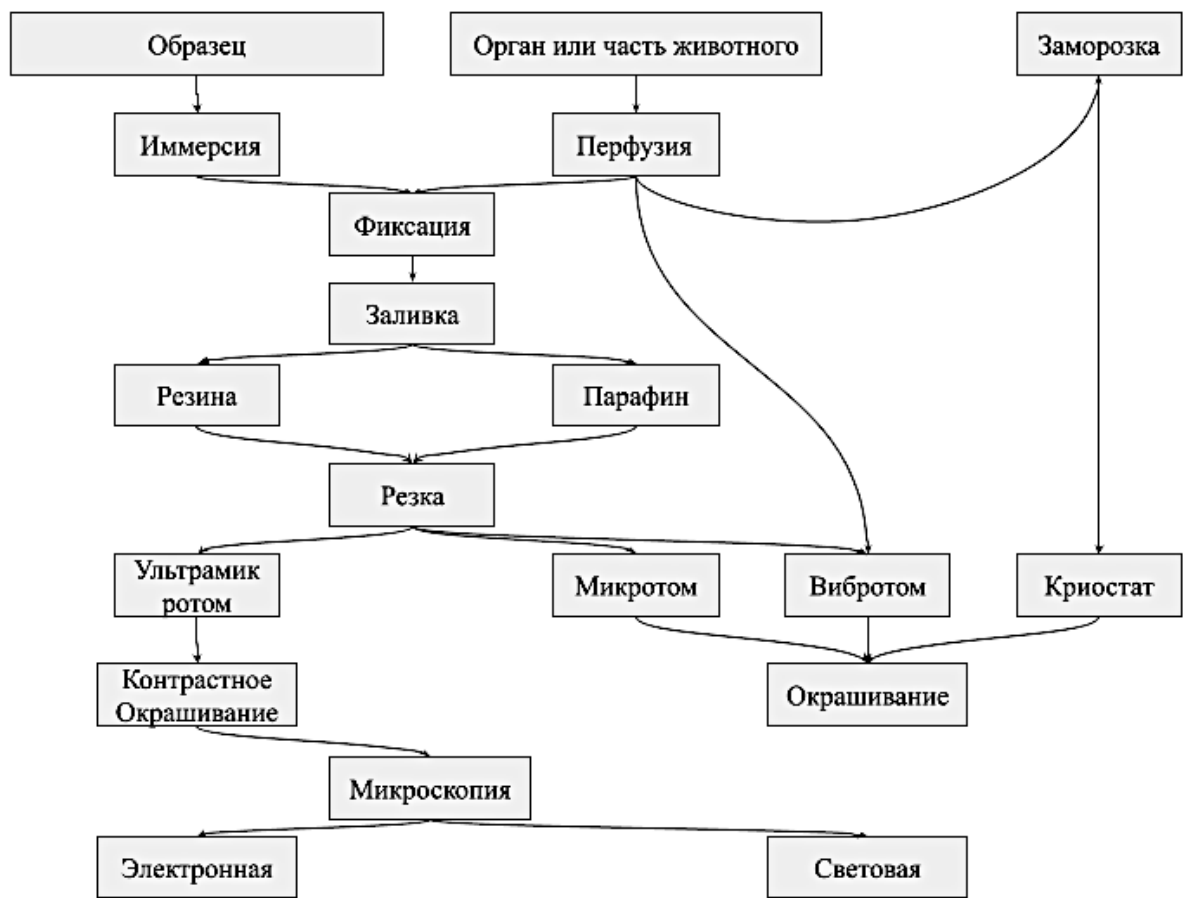 Образец
Орган или часть животного
Заморозка
Иммерсия
Перфузия
Фиксация
Заливка
Резина
Парафин
Резка
Ультрамик
ротом
Микротом
Вибротом
Криостат
Контрастное
Окрашивание
Окрашивание
Микроскопия
Электронная
Световая